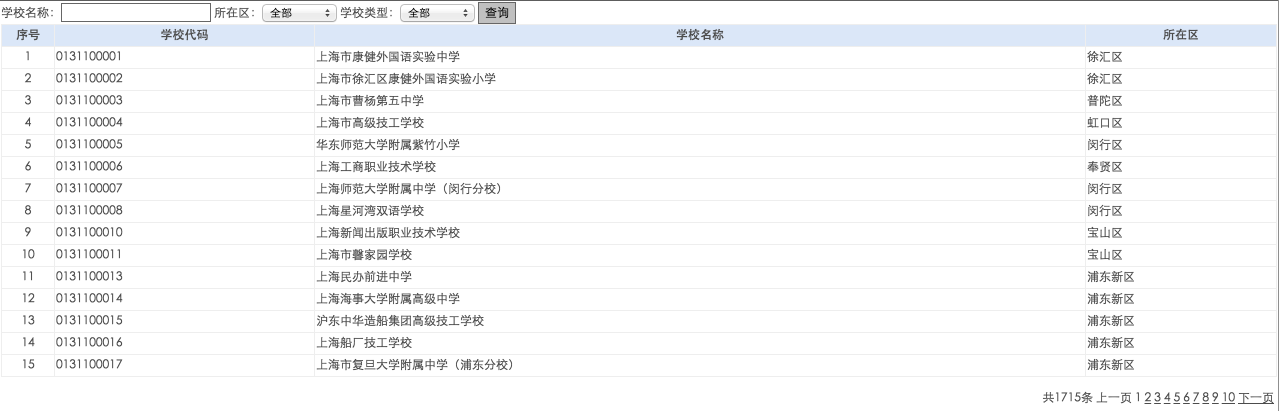 学校名称： 所在区： 全部 学校类型： 全部 查询
序号 学校代码 学校名称 所在区
1 0131100001 上海市康健外国语实验中学 徐汇区
2 0131100002 上海市徐汇区康健外国语实验小学 徐汇区
3 0131100003 上海市曹杨第五中学 普陀区
4 0131100004 上海市高级技工学校 虹口区
5 0131100005 华东师范大学附属紫竹小学 闵行区
6 0131100006 上海工商职业技术学校 奉贤区
7 0131100007 上海师范大学附属中学（闵行分校） 闵行区
8 0131100008 上海星河湾双语学校 闵行区
9 0131100010 上海新闻出版职业技术学校 宝山区
10 0131100011 上海市馨家园学校 宝山区
11 0131100013 上海民办前进中学 浦东新区
12 0131100014 上海海事大学附属高级中学 浦东新区
13 0131100015 沪东中华造船集团高级技工学校 浦东新区
14 0131100016 上海船厂技工学校 浦东新区
15 0131100017 上海市复旦大学附属中学（浦东分校） 浦东新区
共1715条 上一页 1 2 3 4 5 6 7 8 9 10 下一页